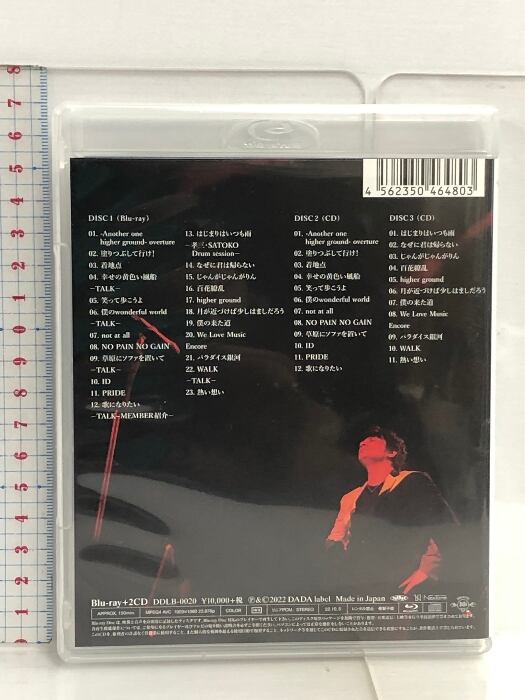 4 562350 464803
DISC 1 (Blu-ray)
01. -Another one
higher ground- overture
02. 塗りつぶして行け!
03. 着地点
04. 幸せの黄色い風船
－TALK－
05. 笑って歩こうよ
06. 僕のwonderful world
－TALK－
07. not at all
08. NO PAIN NO GAIN
09. 草原にソファを置いて
－TALK－
10. ID
11. PRIDE
12. 歌になりたい
－TALK-MEMBER紹介－
13. はじまりはいつも雨
－孝三・SATOKO
Drum session－
14. なぜに君は帰らない
15. じゃんがじゃんがりん
16. 百花繚乱
17. higher ground
18. 月が近づけば少しはましだろう
19. 僕の来た道
20. We Love Music
Encore
21. パラダイス銀河
22. WALK
－TALK－
23. 熱い想い
DISC 2 (CD)
01. -Another one
higher ground- overture
02. 塗りつぶして行け!
03. 着地点
04. 幸せの黄色い風船
05. 笑って歩こうよ
06. 僕のwonderful world
07. not at all
08. NO PAIN NO GAIN
09. 草原にソファを置いて
10. ID
11. PRIDE
12. 歌になりたい
DISC 3 (CD)
01. はじまりはいつも雨
02. なぜに君は帰らない
03. じゃんがじゃんがりん
04. 百花繚乱
05. higher ground
06. 月が近づけば少しはましだろう
07. 僕の来た道
08. We Love Music
Encore
09. パラダイス銀河
10. WALK
11. 熱い想い
Blu-ray+2CD DDLB-0020 ¥10,000+税 Ⓟ&©2022 DADA label Made in Japan
MPEG4 AVC COLOR